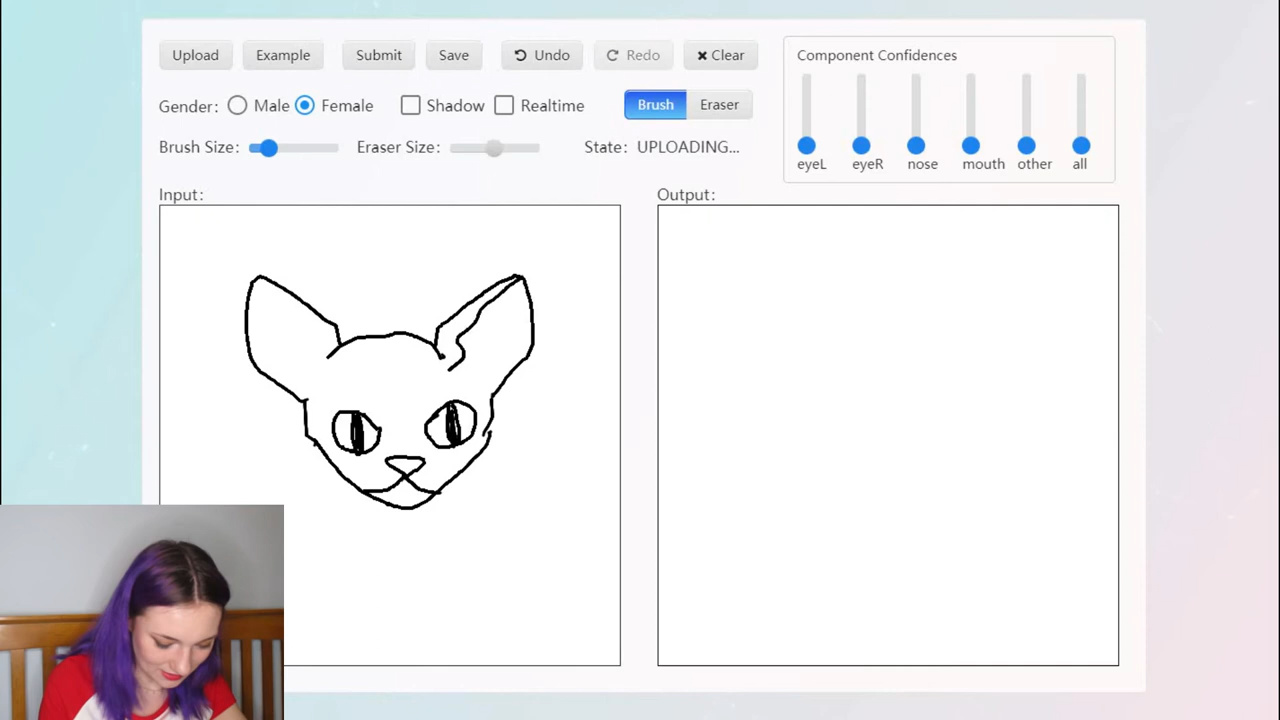 Upload Example Submit Save Undo Redo Clear
Component Confidences
Gender: Male Female Shadow Realtime Brush Eraser
Brush Size: Eraser Size: State: UPLOADING...
eyeL eyeR nose mouth other all
Input: Output: